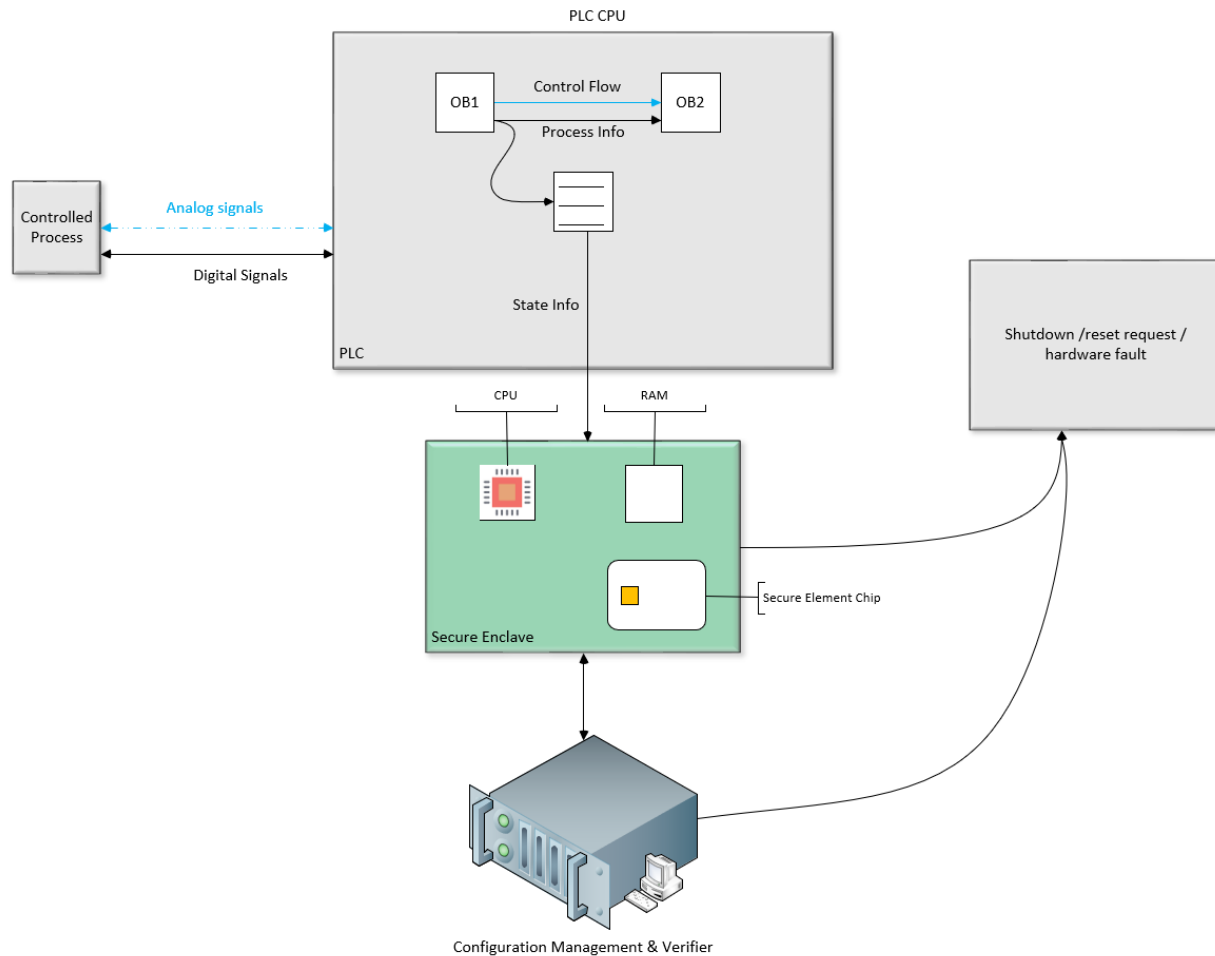 PLC CPU
OB1
Control Flow
OB2
Process Info
Analog signals
Controlled
Process
Digital Signals
State Info
PLC
Shutdown /reset request /
hardware fault
CPU
RAM
Secure Element Chip
Secure Enclave
Configuration Management & Verifier